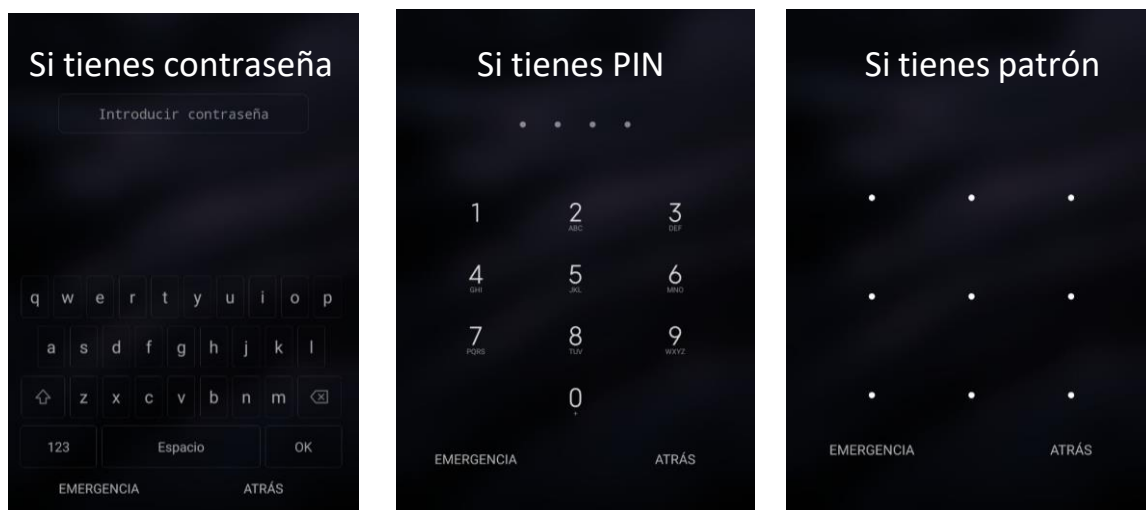 Si tienes contraseña
Introducir contraseña
q w e r t y u i o p
a s d f g h j k l
z x c v b n m
123 Espacio OK
EMERGENCIA ATRÁS
Si tienes PIN
1 2 3
ABC DEF
4 5 6
GHI JKL MNO
7 8 9
PQRS TUV WXYZ
0
+
EMERGENCIA ATRÁS
Si tienes patrón
EMERGENCIA ATRÁS